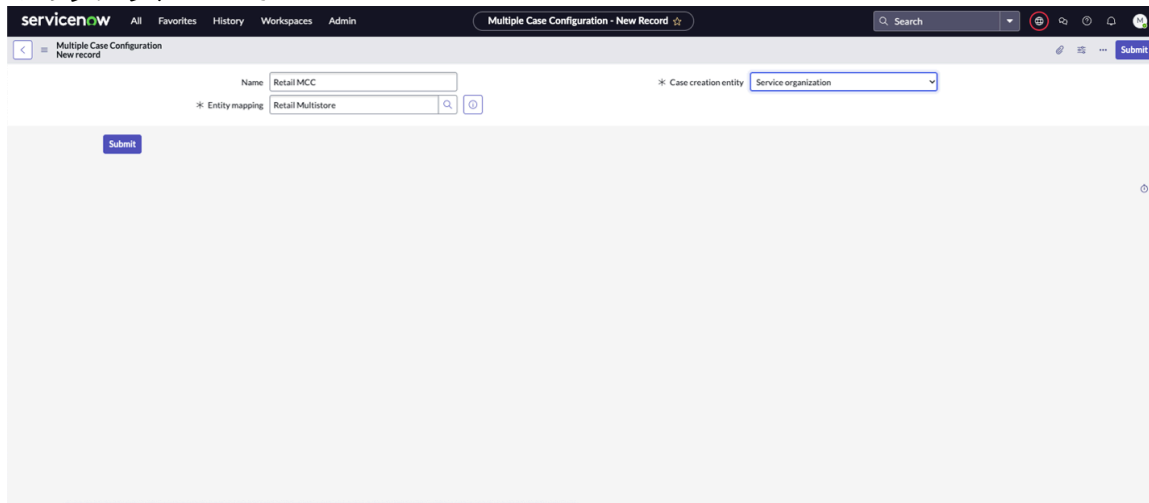 servicenow All Favorites History Workspaces Admin Multiple Case Configuration - New Record Search M
Multiple Case Configuration
New record
Submit
Name Retail MCC
* Case creation entity Service organization
* Entity mapping Retail Multistore
Submit